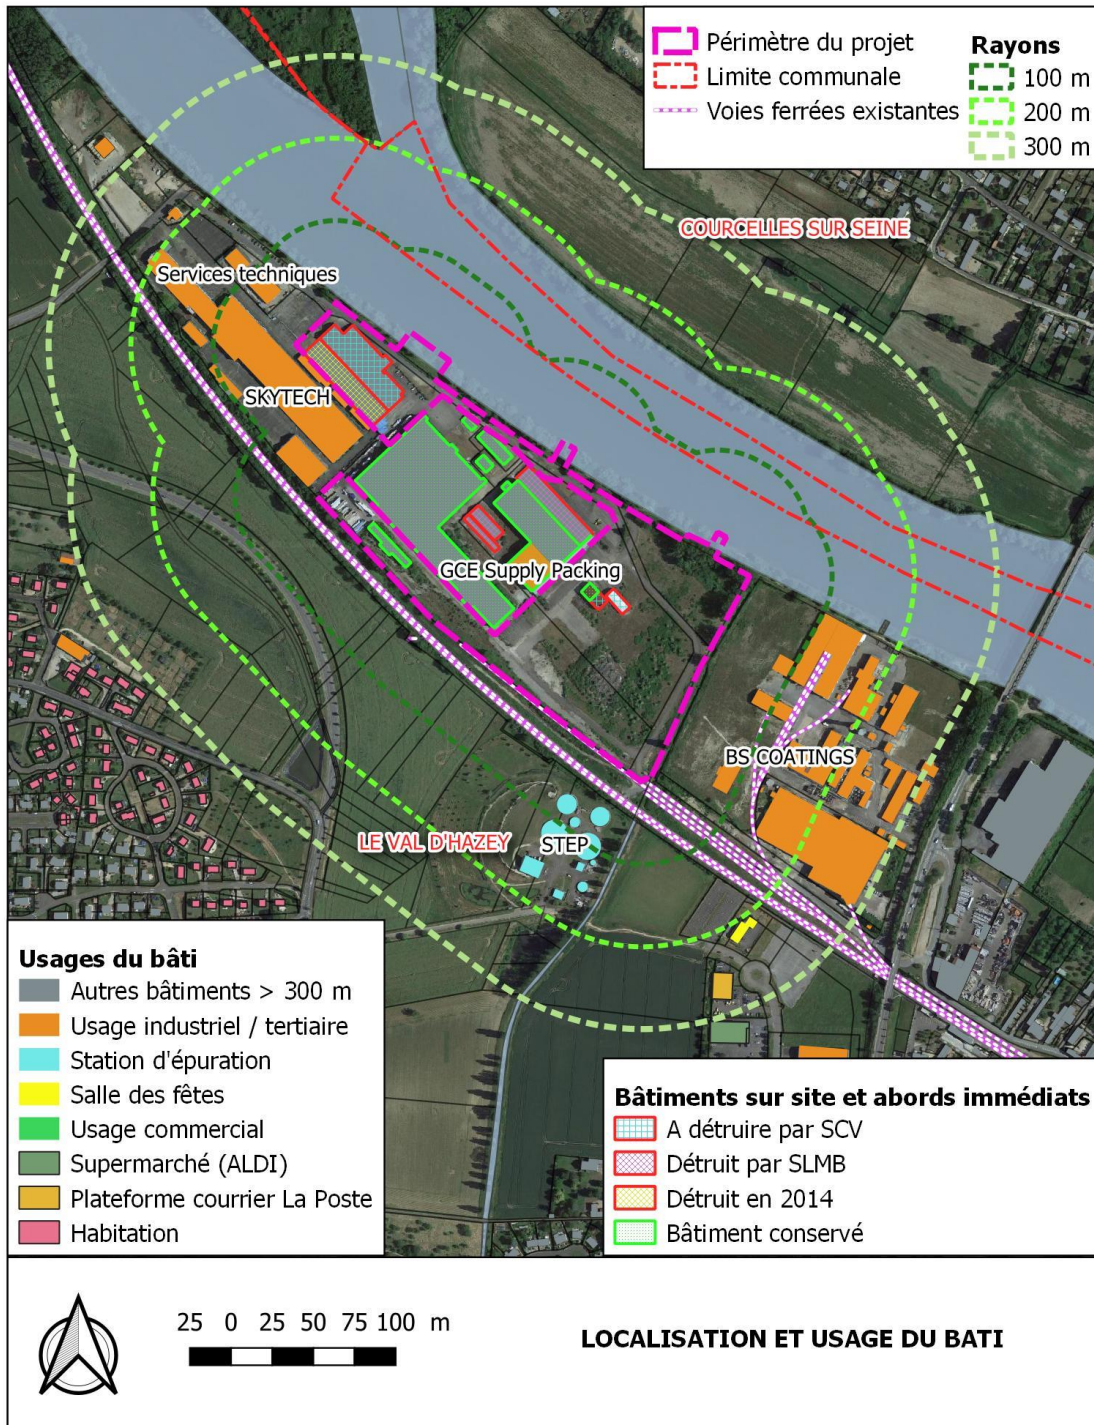 Périmètre du projet
Limite communale
Voies ferrées existantes
Rayons
100 m
200 m
300 m
COURCELLES SUR SEINE
Services techniques
SKYTECH
GCE Supply Packing
BS COATINGS
LE VAL D'HAZEY
STEP
Usages du bâti
Autres bâtiments > 300 m
Usage industriel / tertiaire
Station d'épuration
Salle des fêtes
Usage commercial
Supermarché (ALDI)
Plateforme courrier La Poste
Habitation
Bâtiments sur site et abords immédiats
A détruire par SCV
Détruit par SLMB
Détruit en 2014
Bâtiment conservé
25 0 25 50 75 100 m
LOCALISATION ET USAGE DU BATI